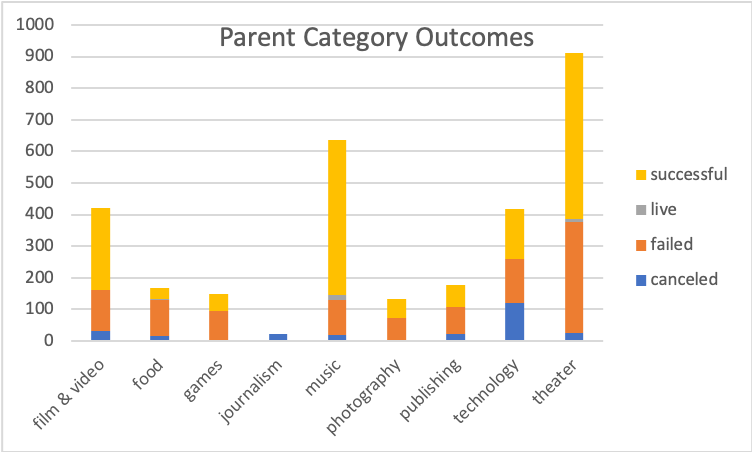 Parent Category Outcomes
1000
900
800
700
600
500
400
300
200
100
0
film & video
food
games
journalism
music
photography
publishing
technology
theater
successful
live
failed
canceled